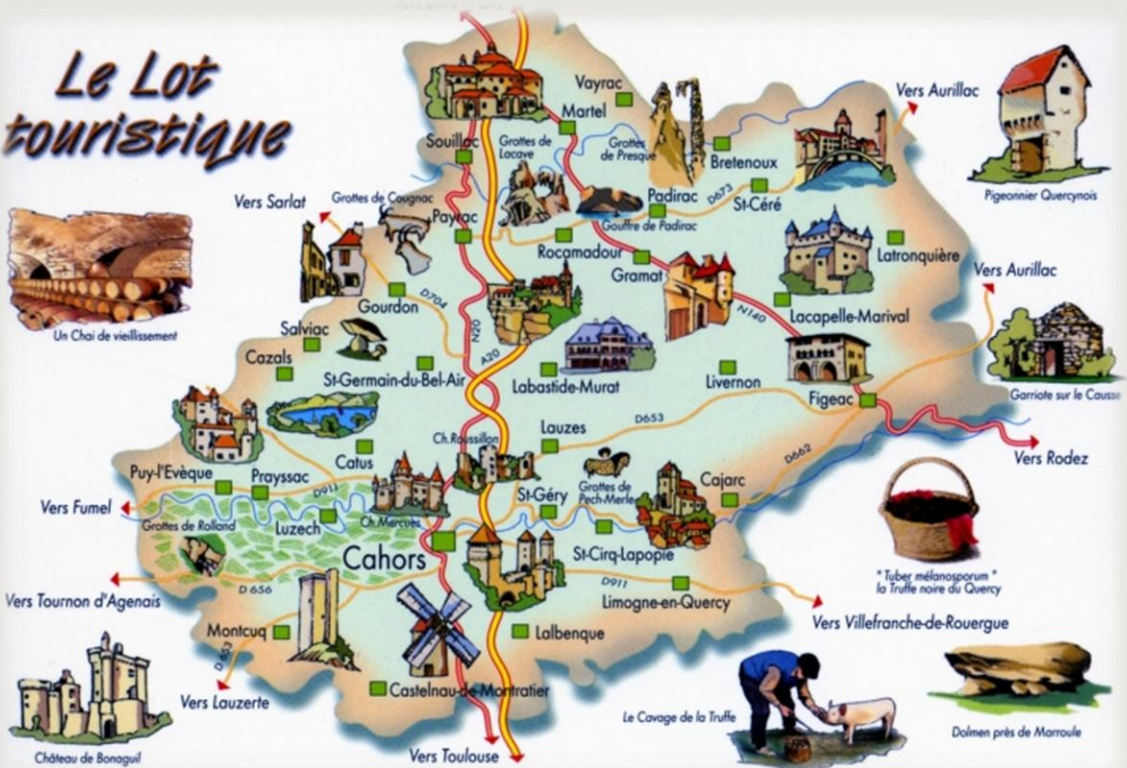 Le Lot
touristique
Vers Aurillac
Vayrac
Martel
Souillac
Grottes de
Lacave
Grottes
de Presque
Bretenoux
Pigeonnier Quercynois
Vers Sarlat
Grottes de Cougnac
Payrac
Padirac
D673
St-Céré
Gouffre de Padirac
Rocamadour
Gramat
Latronquière
Vers Aurillac
Gourdon
D704
N20
A20
N140
Lacapelle-Marival
Un Chai de vieillissement
Salviac
Cazals
St-Germain-du-Bel-Air
Labastide-Murat
Livernon
Figeac
Garriote sur le Causse
D653
Lauzes
Ch.Roussillon
Vers Rodez
Catus
D662
Puy-l'Evèque
Prayssac
D911
St-Géry
Grottes de
Pech-Merle
Cajarc
Vers Fumel
Grottes de Rolland
Luzech
Ch.Mercuès
Cahors
St-Cirq-Lapopie
" Tuber mélanosporum "
la Truffe noire du Quercy
D 656
D911
Limogne-en-Quercy
Vers Tournon d'Agenais
Vers Villefranche-de-Rouergue
Montcuq
Lalbenque
D 653
Castelnau-de-Montratier
Vers Lauzerte
Le Cavage de la Truffe
Dolmen près de Marroule
Château de Bonaguil
Vers Toulouse